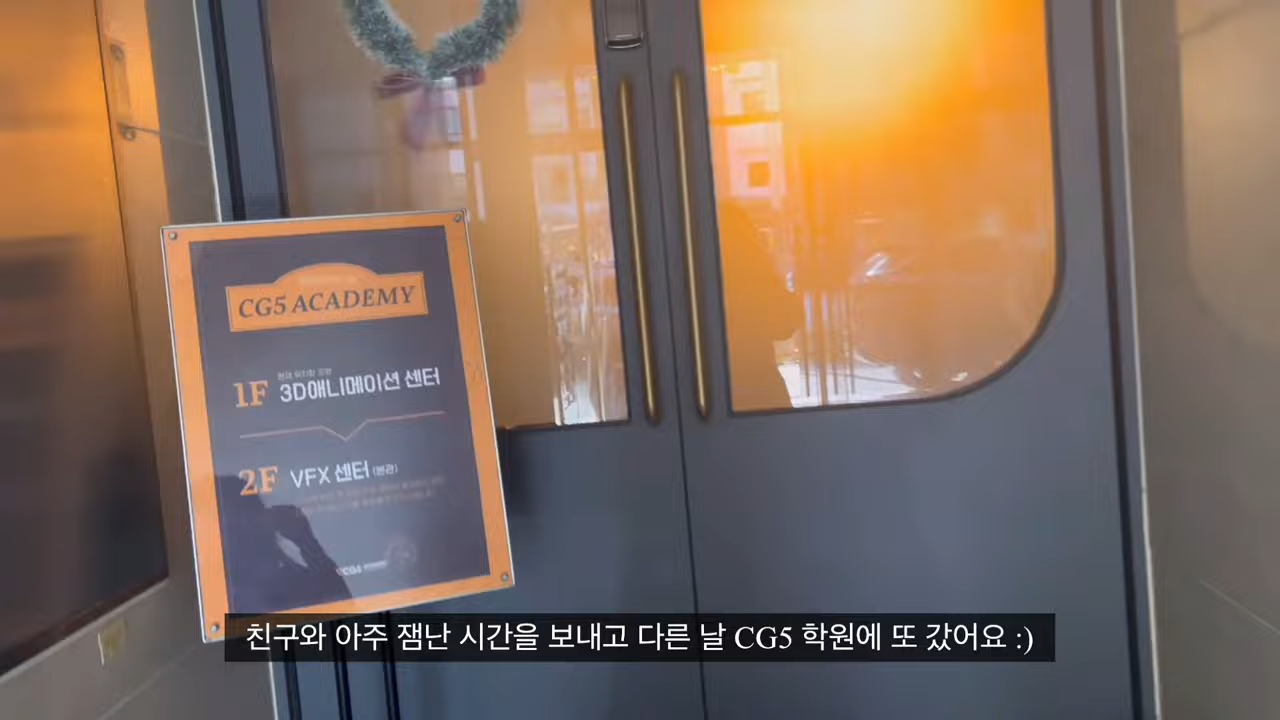 CG5 ACADEMY
1F
3D애니메이션 센터
2F VFX 센터 (본관)
친구와 아주 잼난 시간을 보내고 다른 날 CG5 학원에 또 갔어요 :)